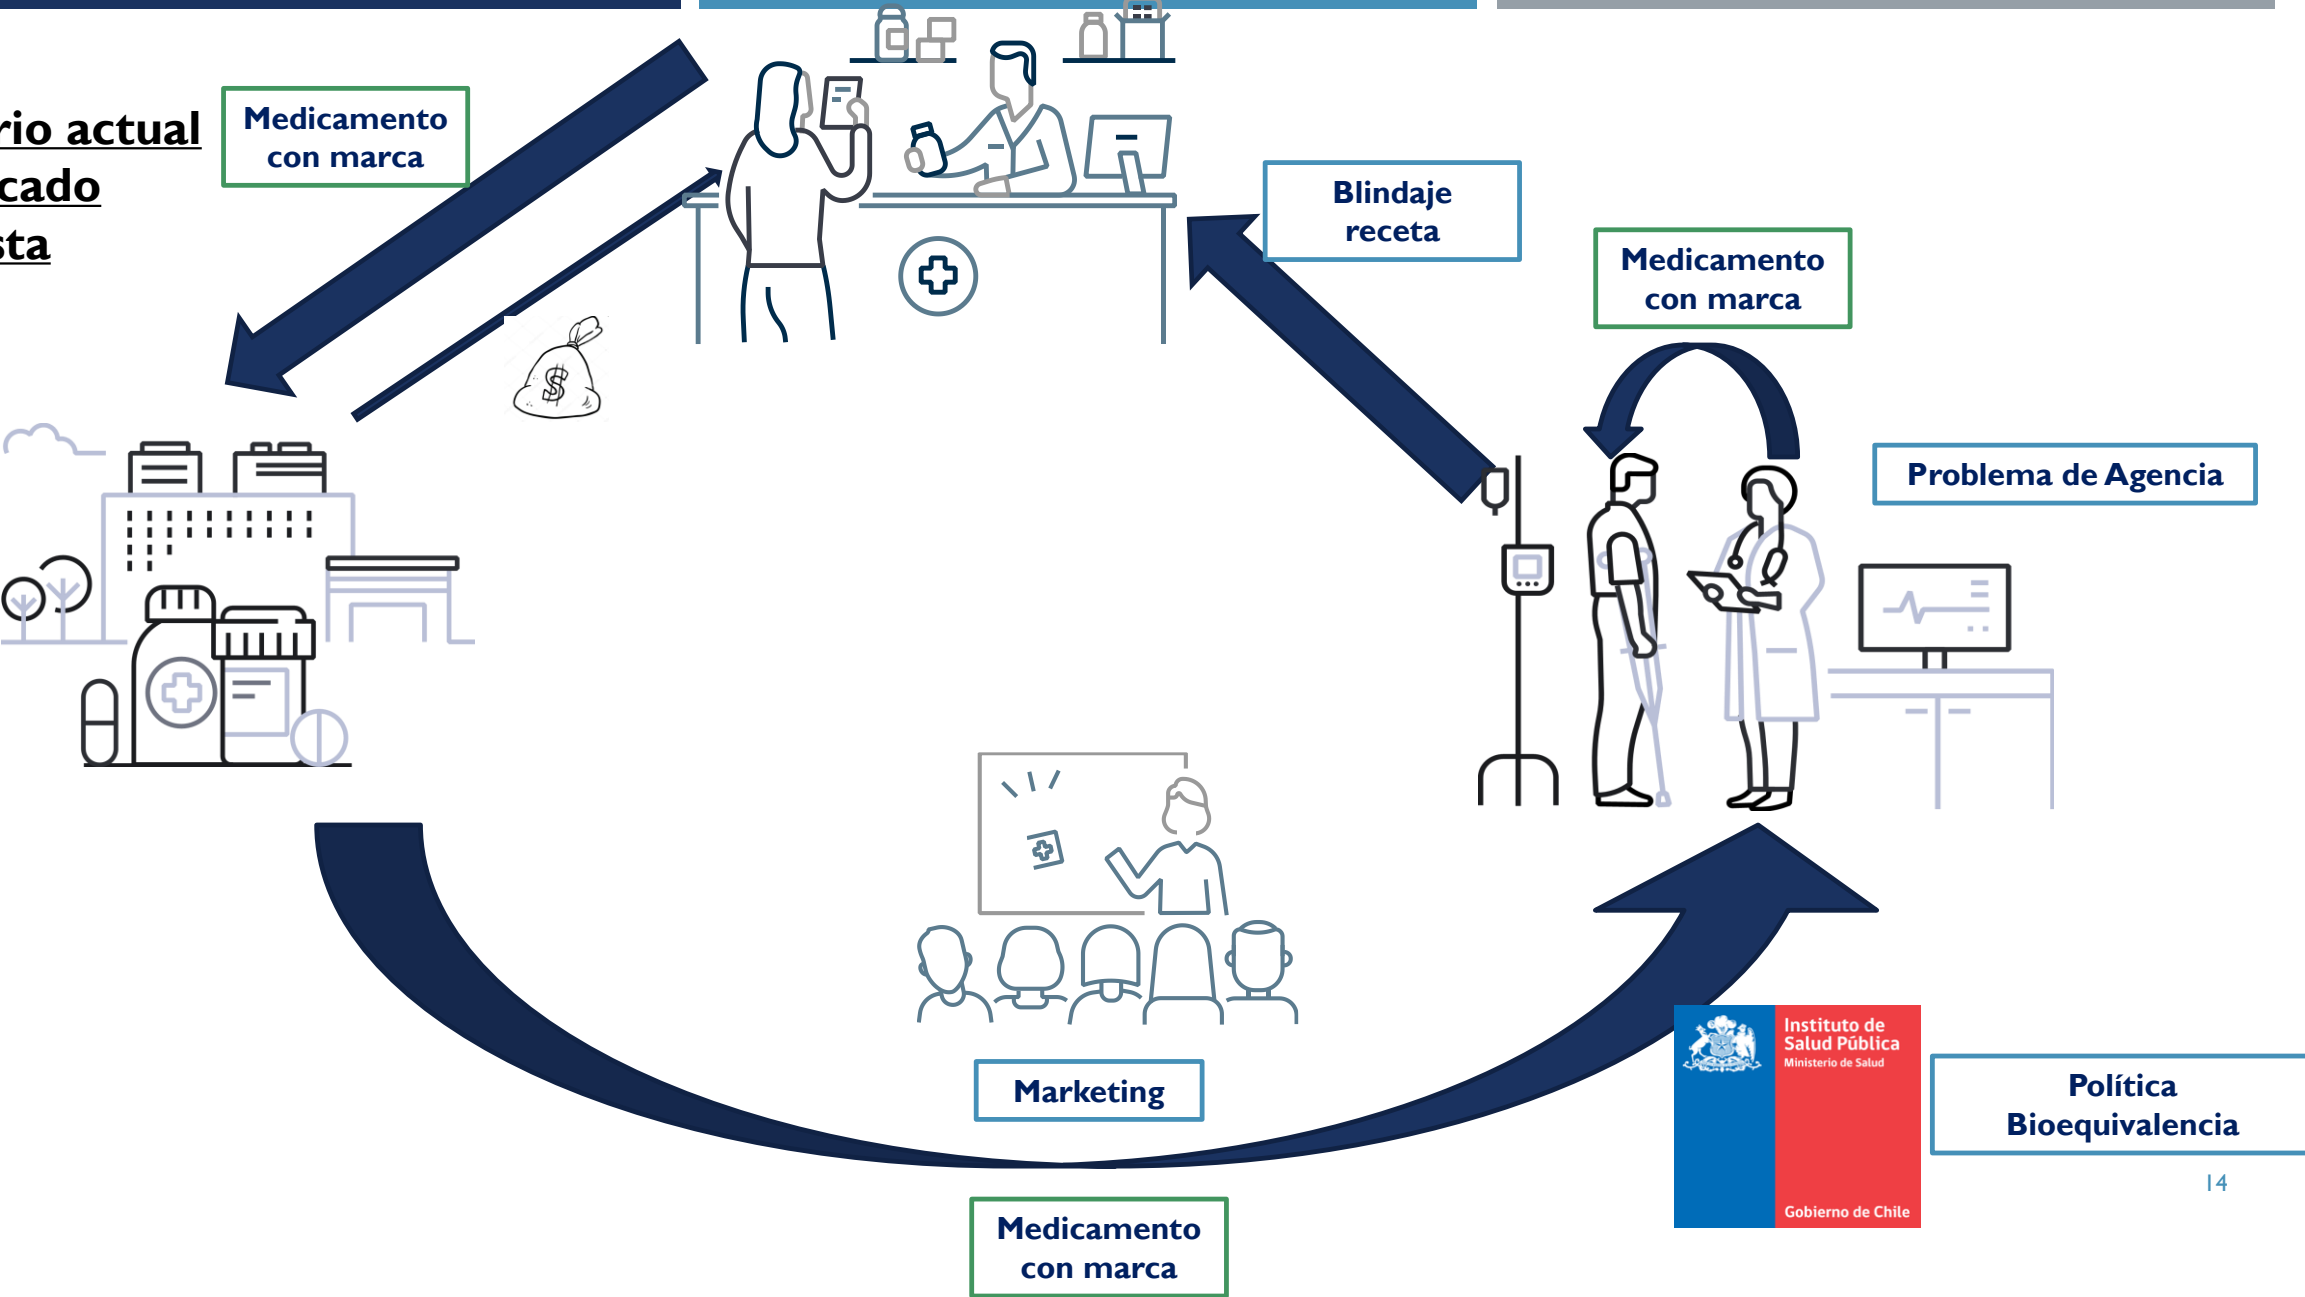 rio actual
cado
sta
Medicamento
con marca
Blindaje
receta
Medicamento
con marca
$
Problema de Agencia
Marketing
Medicamento
con marca
Instituto de
Salud Pública
Ministerio de Salud
Gobierno de Chile
Política
Bioequivalencia
14